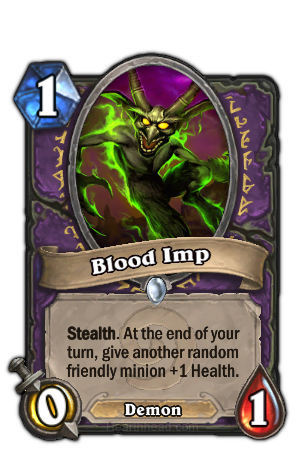 1
Blood Imp
Stealth. At the end of your
turn, give another random
friendly minion +1 Health.
0
Demon
1